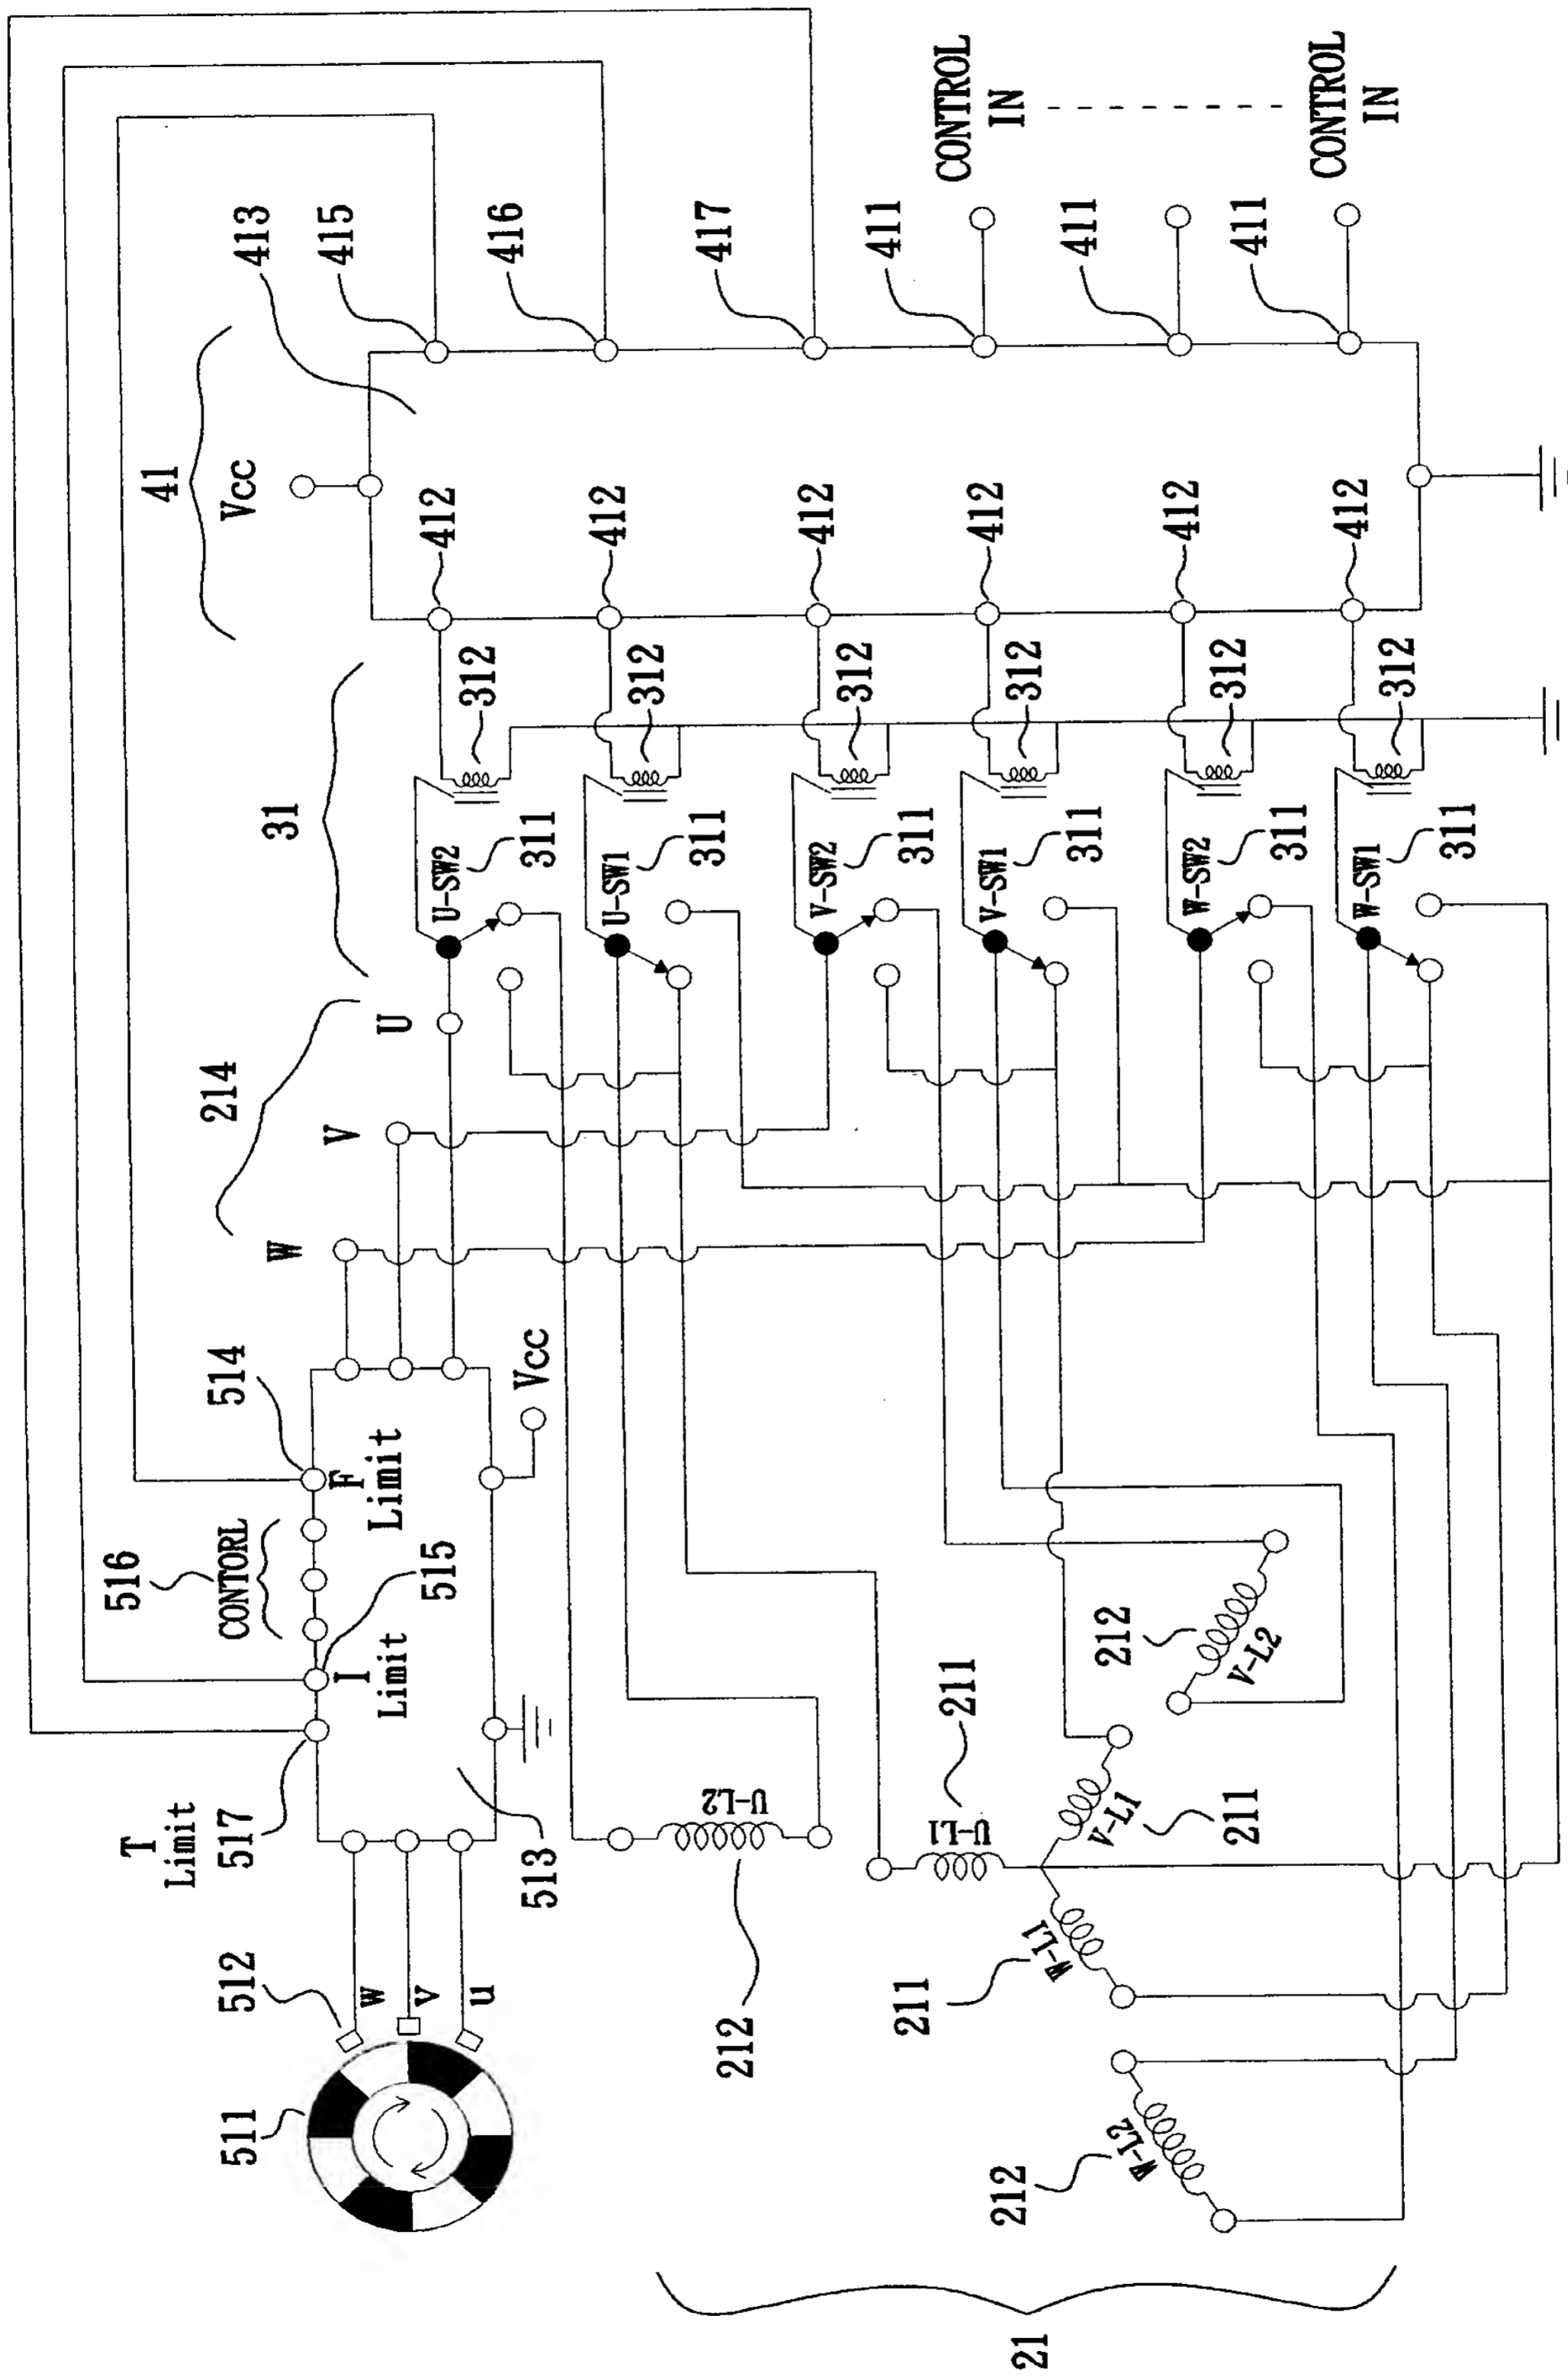 CONTROL
IN
CONTROL
IN
413
415
416
417
411
411
411
41
Vcc
412
412
412
412
412
412
31
312
312
312
312
312
312
U-SW2
311
U-SW1
311
V-SW2
311
V-SW1
311
W-SW2
311
W-SW1
311
214
U
V
W
514
Vcc
F
Limit
516
CONTORL
515
I
Limit
T
Limit
517
513
512
W
V
U
511
U-L2
212
211
U-L1
212
V-L2
V-L1
211
W-L1
211
W-L2
212
21